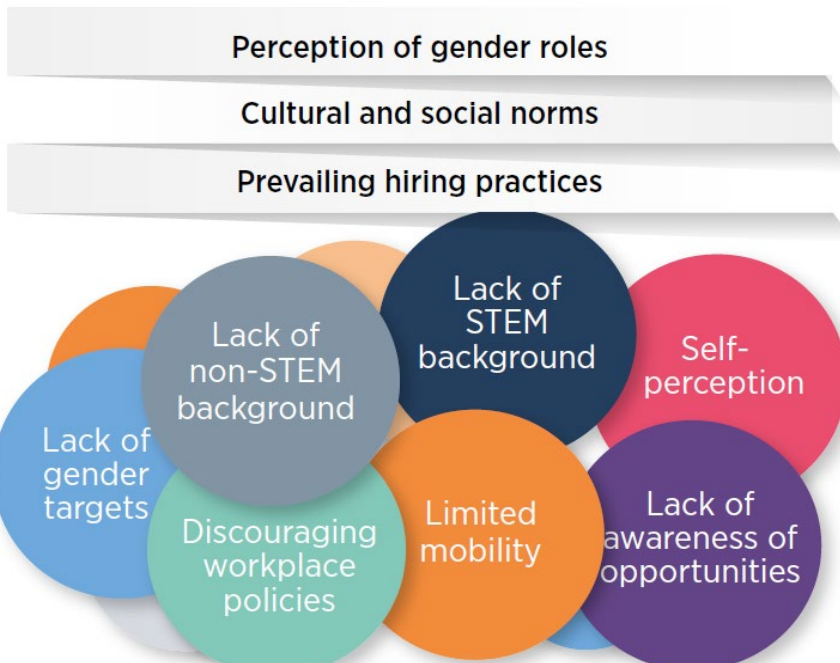 Perception of gender roles
Cultural and social norms
Prevailing hiring practices
Lack of
STEM
background
Lack of
non-STEM
background
Self-
perception
Lack of
gender
targets
Discouraging
workplace
policies
Limited
mobility
Lack of
awareness of
opportunities